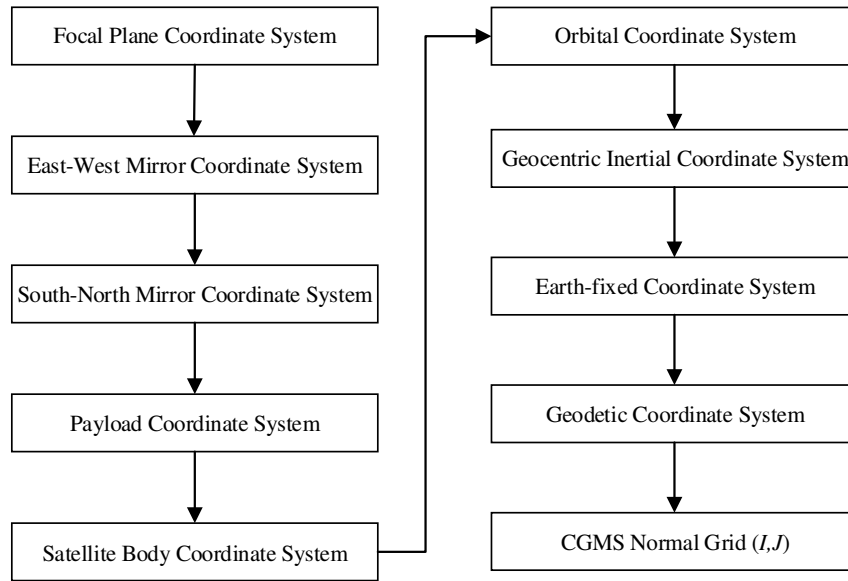 Focal Plane Coordinate System
East-West Mirror Coordinate System
South-North Mirror Coordinate System
Payload Coordinate System
Satellite Body Coordinate System
Orbital Coordinate System
Geocentric Inertial Coordinate System
Earth-fixed Coordinate System
Geodetic Coordinate System
CGMS Normal Grid (I,J)